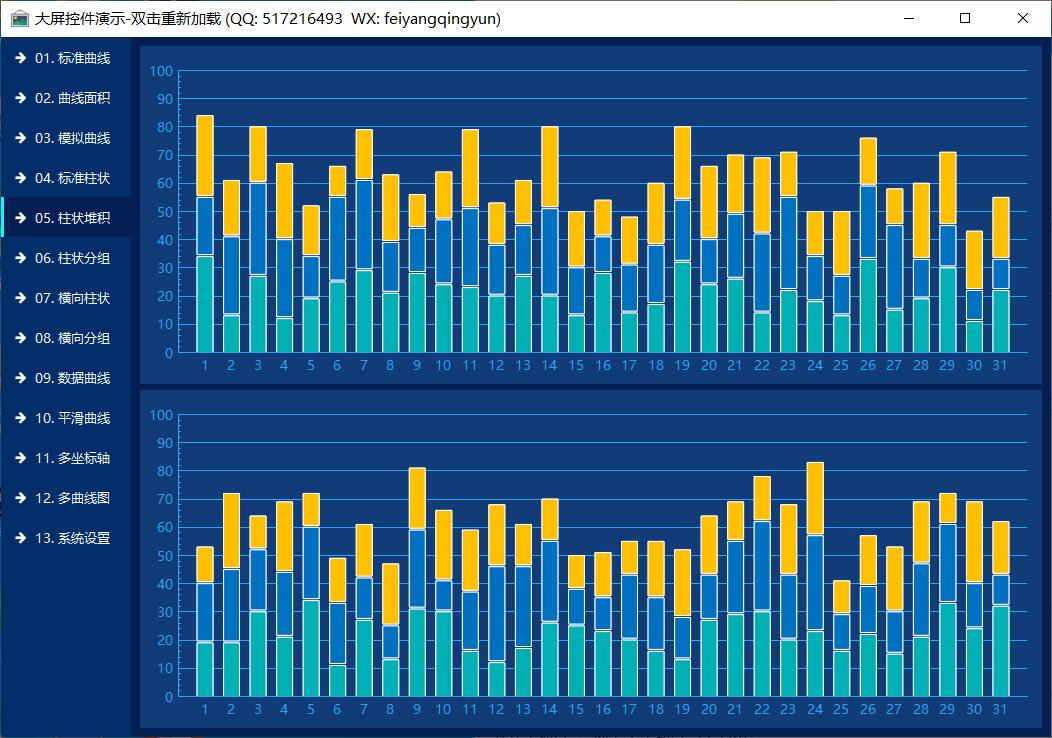 大屏控件演示-双击重新加载 (QQ: 517216493  WX: feiyangqingyun)
01. 标准曲线
02. 曲线面积
03. 模拟曲线
04. 标准柱状
05. 柱状堆积
06. 柱状分组
07. 横向柱状
08. 横向分组
09. 数据曲线
10. 平滑曲线
11. 多坐标轴
12. 多曲线图
13. 系统设置
100
90
80
70
60
50
40
30
20
10
0
1 2 3 4 5 6 7 8 9 10 11 12 13 14 15 16 17 18 19 20 21 22 23 24 25 26 27 28 29 30 31
100
90
80
70
60
50
40
30
20
10
0
1 2 3 4 5 6 7 8 9 10 11 12 13 14 15 16 17 18 19 20 21 22 23 24 25 26 27 28 29 30 31